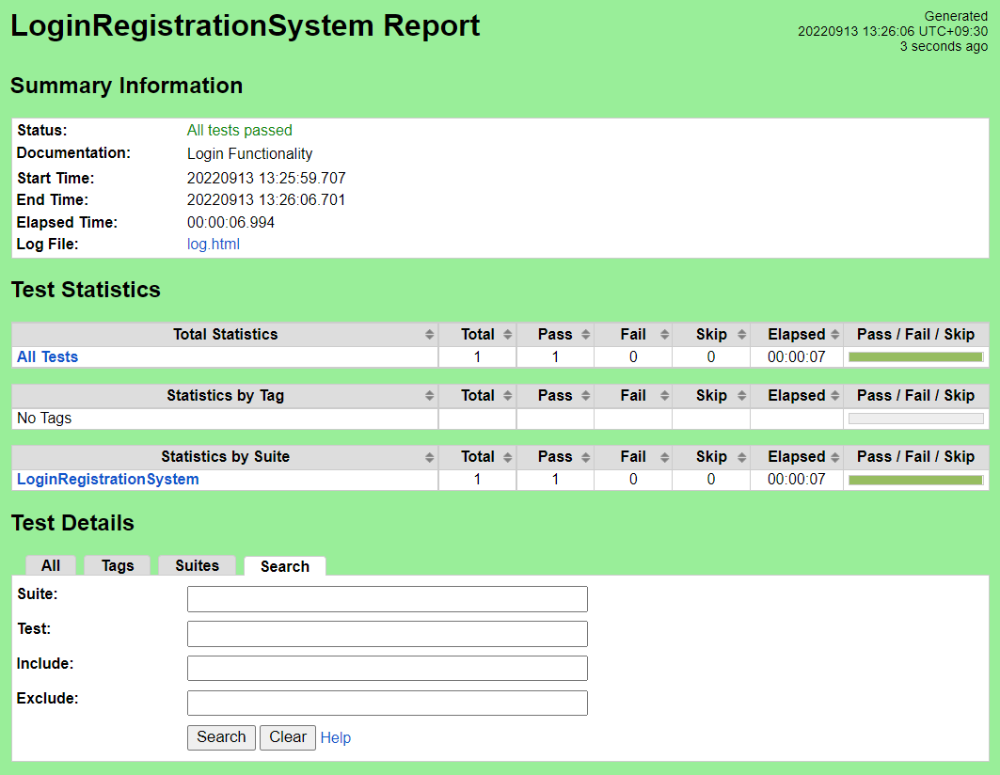 LoginRegistrationSystem Report
Generated
20220913 13:26:06 UTC+09:30
3 seconds ago
Summary Information
Status: All tests passed
Documentation: Login Functionality
Start Time: 20220913 13:25:59.707
End Time: 20220913 13:26:06.701
Elapsed Time: 00:00:06.994
Log File: log.html
Test Statistics
Total Statistics Total Pass Fail Skip Elapsed Pass / Fail / Skip
All Tests 1 1 0 0 00:00:07
Statistics by Tag Total Pass Fail Skip Elapsed Pass / Fail / Skip
No Tags
Statistics by Suite Total Pass Fail Skip Elapsed Pass / Fail / Skip
LoginRegistrationSystem 1 1 0 0 00:00:07
Test Details
All Tags Suites Search
Suite:
Test:
Include:
Exclude:
Search Clear Help